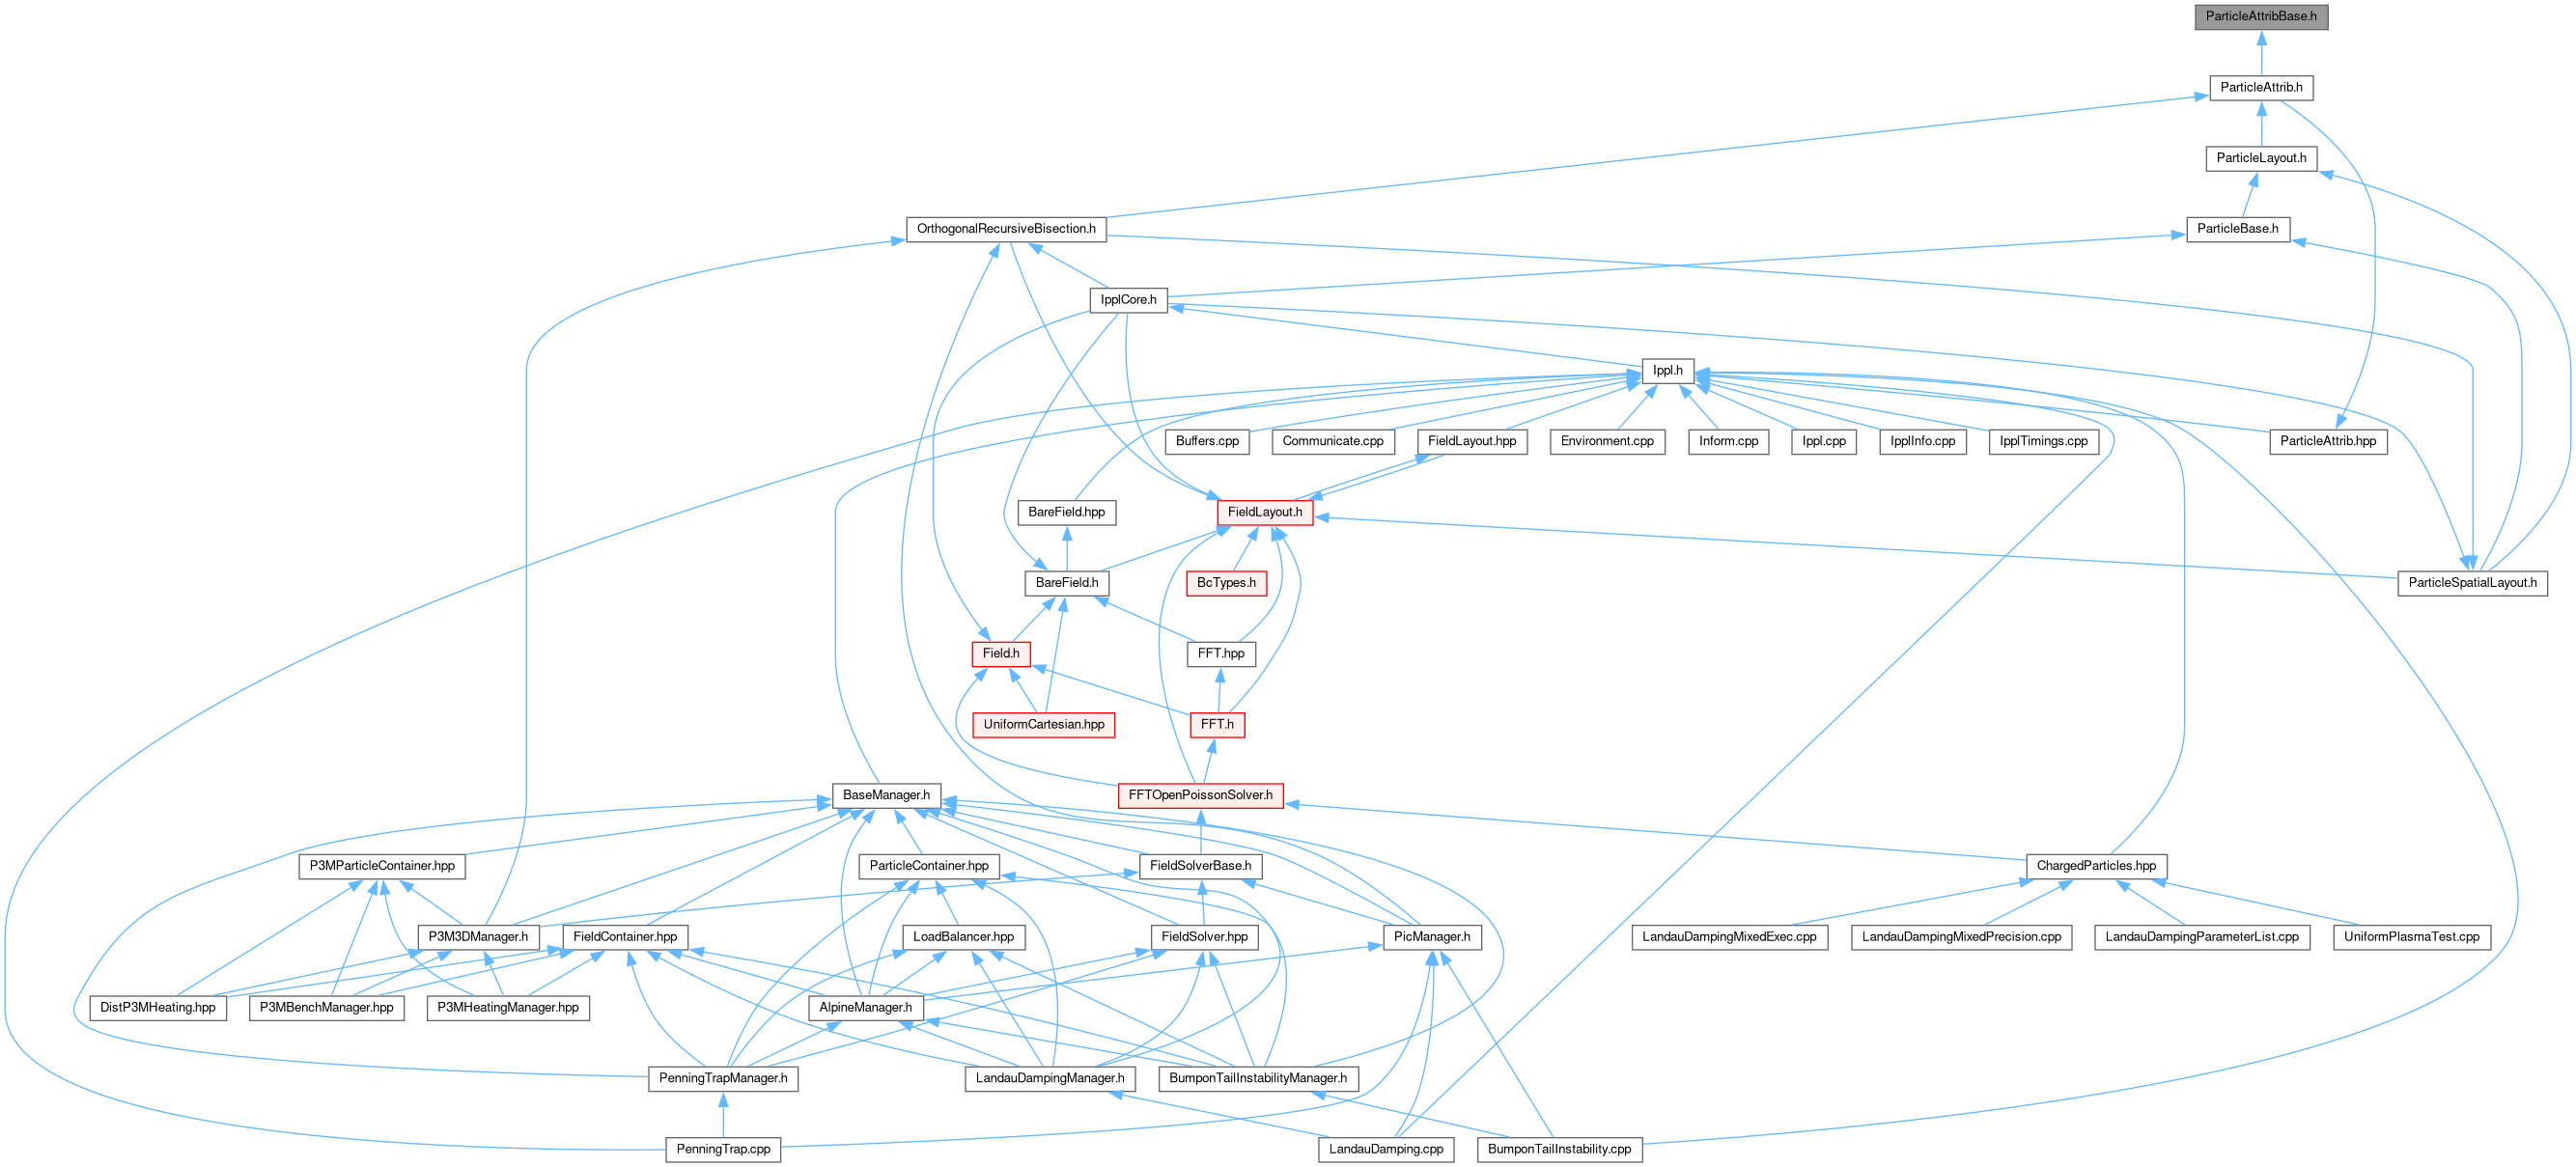 ParticleAttribBase.h
ParticleAttrib.h
ParticleLayout.h
OrthogonalRecursiveBisection.h
ParticleBase.h
IpplCore.h
Ippl.h
Buffers.cpp
Communicate.cpp
FieldLayout.hpp
Environment.cpp
Inform.cpp
Ippl.cpp
IpplInfo.cpp
IpplTimings.cpp
ParticleAttrib.hpp
BareField.hpp
FieldLayout.h
BareField.h
BcTypes.h
ParticleSpatialLayout.h
Field.h
FFT.hpp
UniformCartesian.hpp
FFT.h
BaseManager.h
FFTOpenPoissonSolver.h
P3MParticleContainer.hpp
ParticleContainer.hpp
FieldSolverBase.h
ChargedParticles.hpp
P3M3DManager.h
FieldContainer.hpp
LoadBalancer.hpp
FieldSolver.hpp
PicManager.h
LandauDampingMixedExec.cpp
LandauDampingMixedPrecision.cpp
LandauDampingParameterList.cpp
UniformPlasmaTest.cpp
DistP3MHeating.hpp
P3MBenchManager.hpp
P3MHeatingManager.hpp
AlpineManager.h
PenningTrapManager.h
LandauDampingManager.h
BumponTailInstabilityManager.h
PenningTrap.cpp
LandauDamping.cpp
BumponTailInstability.cpp